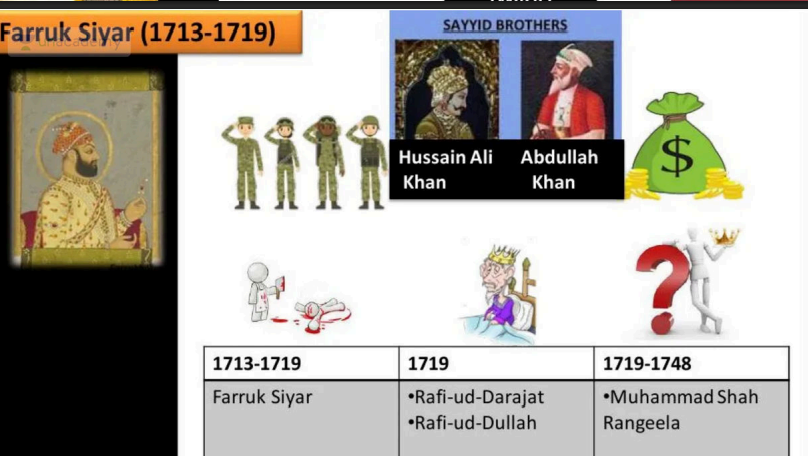 Farruk Siyar (1713-1719)
unacademy
SAYYID BROTHERS
Hussain Ali Khan
Abdullah Khan
$
?
1713-1719 1719 1719-1748
Farruk Siyar •Rafi-ud-Darajat •Muhammad Shah
•Rafi-ud-Dullah Rangeela